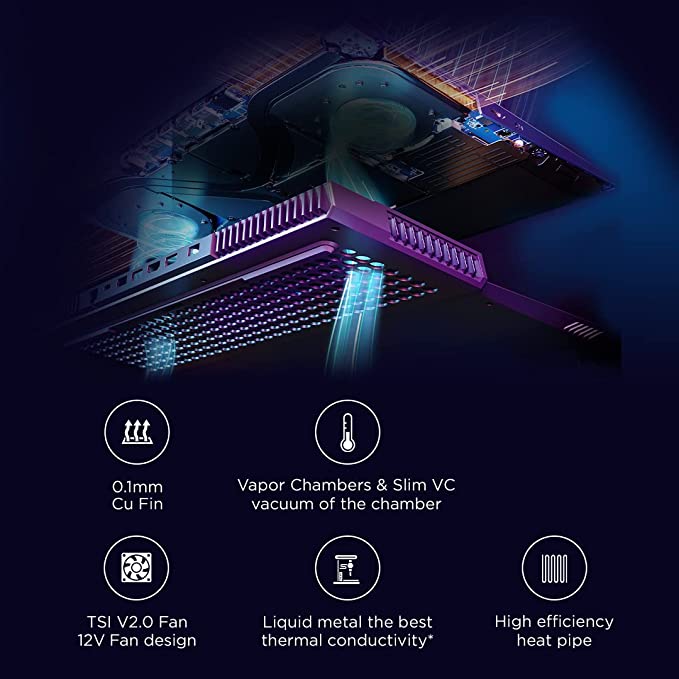 0.1mm
Cu Fin
Vapor Chambers & Slim VC
vacuum of the chamber
TSI V2.0 Fan
12V Fan design
Liquid metal the best
thermal conductivity*
High efficiency
heat pipe